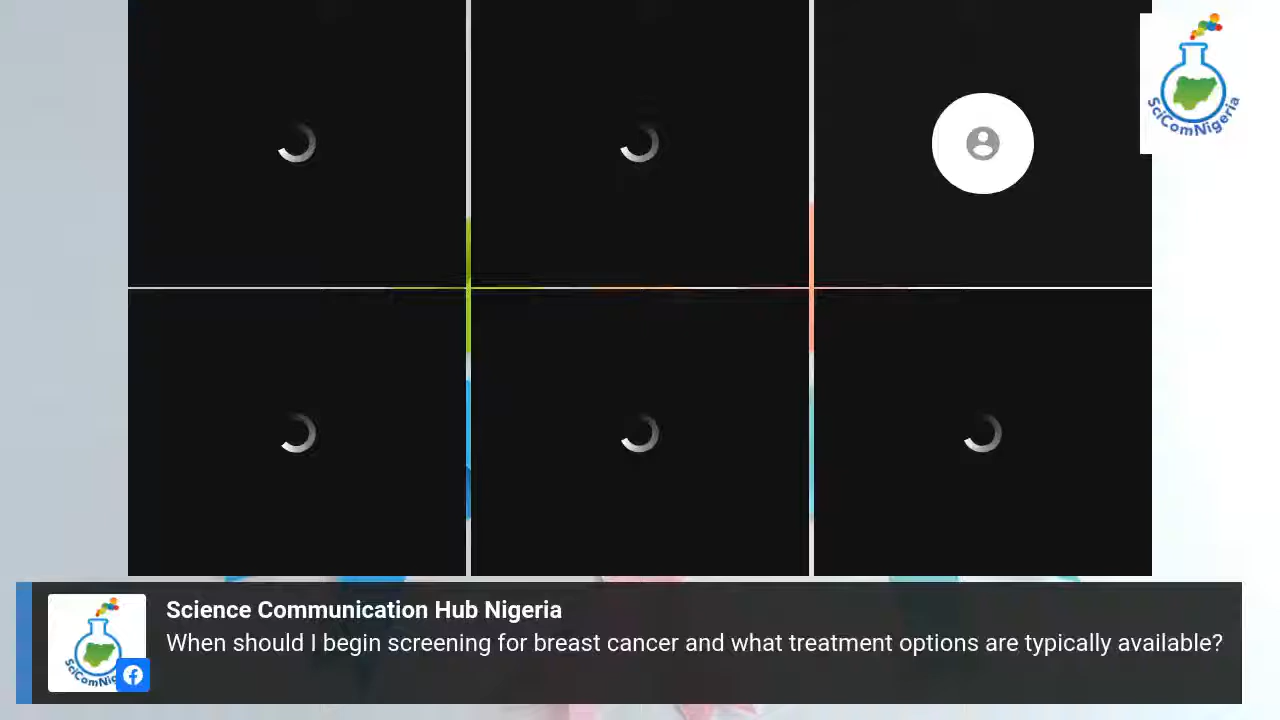 SciComNigeria
Science Communication Hub Nigeria
When should I begin screening for breast cancer and what treatment options are typically available?
SciComNig